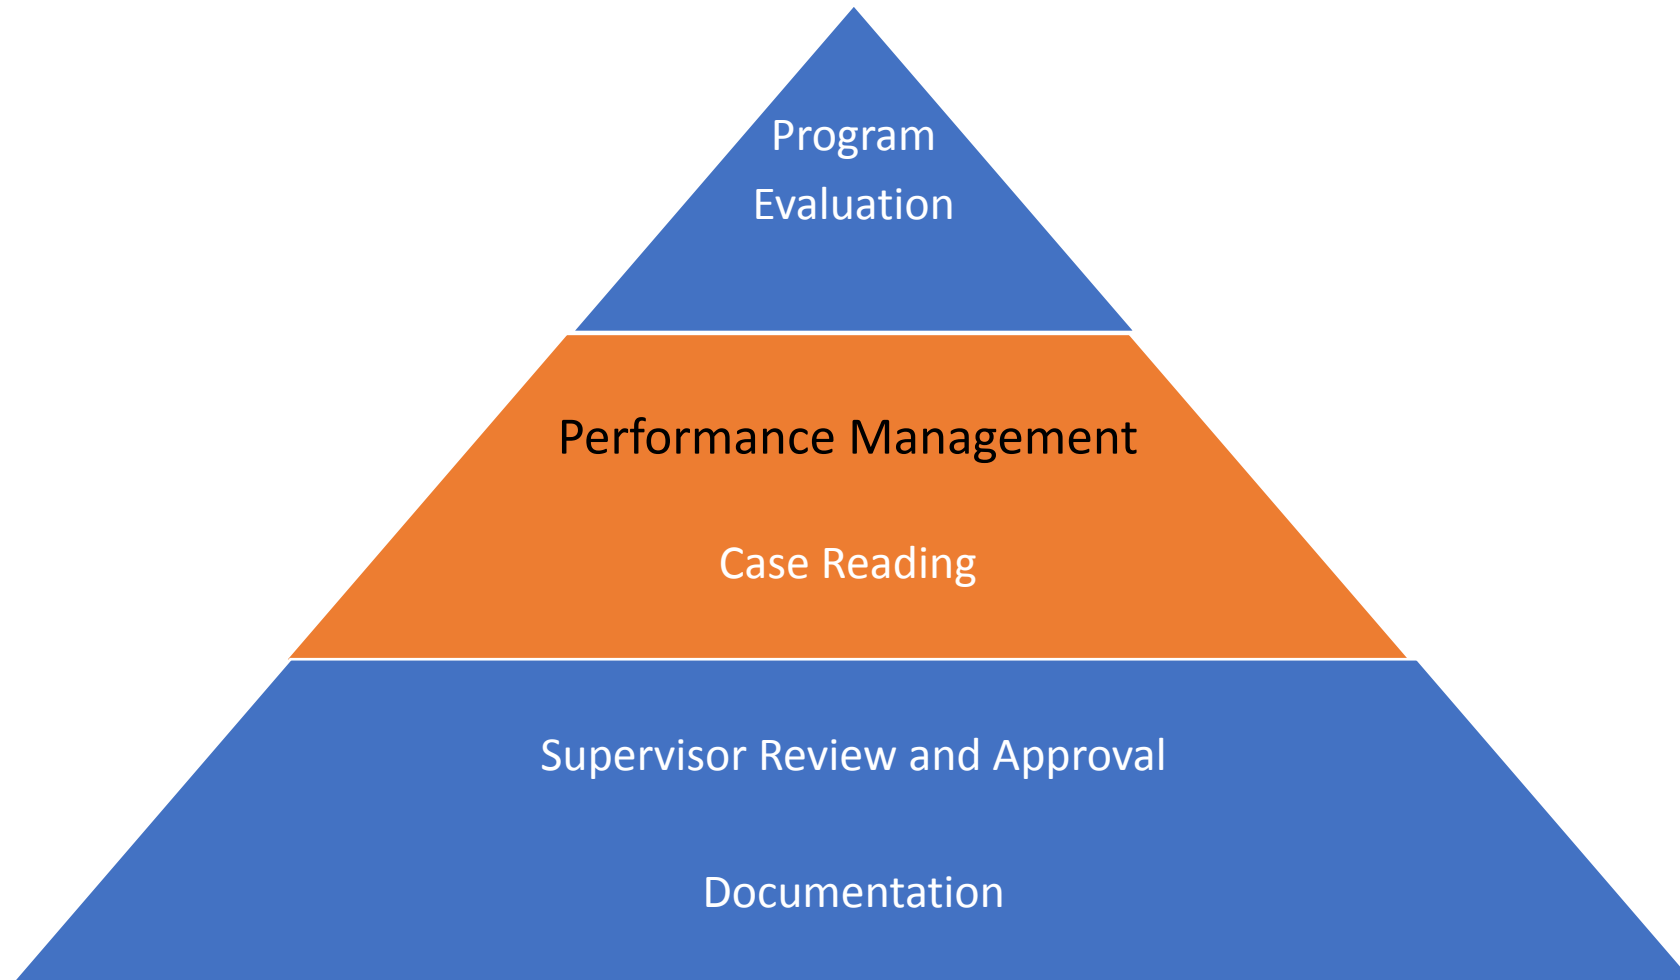 Program
Evaluation
Performance Management
Case Reading
Supervisor Review and Approval
Documentation